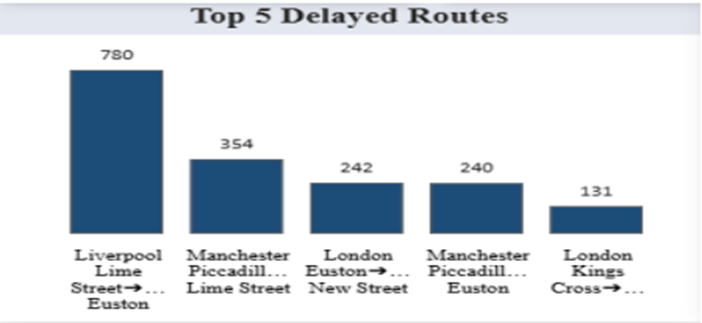 Top 5 Delayed Routes
780
354
242
240
131
Liverpool
Lime
Street➔...
Euston
Manchester
Piccadill...
Lime Street
London
Euston➔...
New Street
Manchester
Piccadill...
Euston
London
Kings
Cross➔...